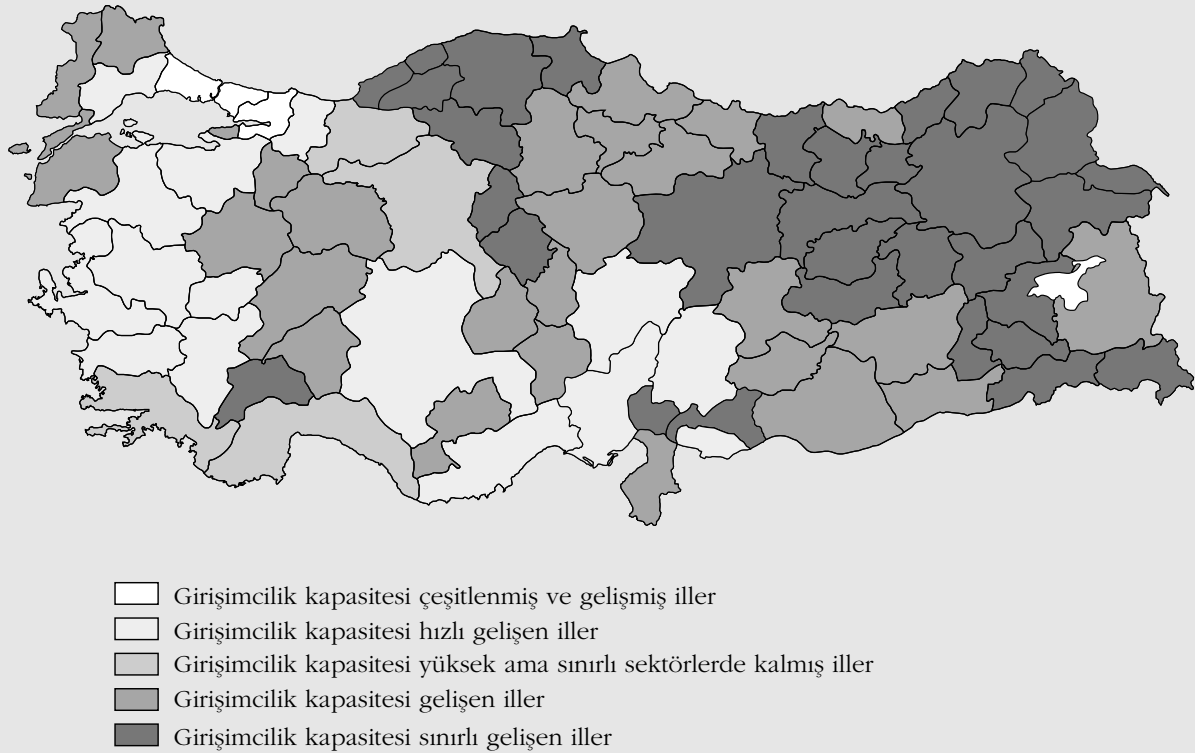 Girişimcilik kapasitesi çeşitlenmiş ve gelişmiş iller
Girişimcilik kapasitesi hızlı gelişen iller
Girişimcilik kapasitesi yüksek ama sınırlı sektörlerde kalmış iller
Girişimcilik kapasitesi gelişen iller
Girişimcilik kapasitesi sınırlı gelişen iller